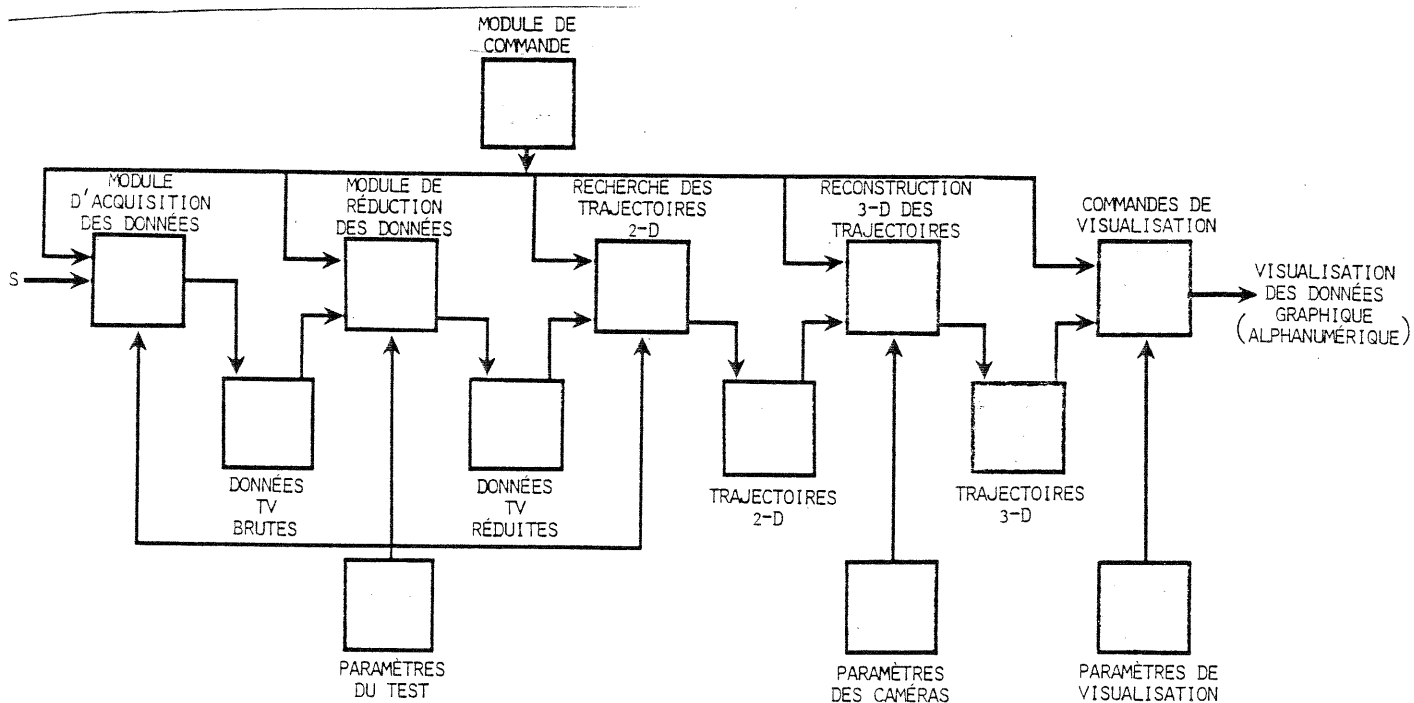 MODULE DE
COMMANDE
MODULE
D'ACQUISITION
DES DONNÉES
MODULE DE
RÉDUCTION
DES DONNÉES
RECHERCHE DES
TRAJECTOIRES
2-D
RECONSTRUCTION
3-D DES
TRAJECTOIRES
COMMANDES DE
VISUALISATION
S
VISUALISATION
DES DONNÉES
GRAPHIQUE
(ALPHANUMÉRIQUE)
DONNÉES
TV
BRUTES
DONNÉES
TV
RÉDUITES
TRAJECTOIRES
2-D
TRAJECTOIRES
3-D
PARAMÈTRES
DU TEST
PARAMÈTRES
DES CAMÉRAS
PARAMÈTRES DE
VISUALISATION